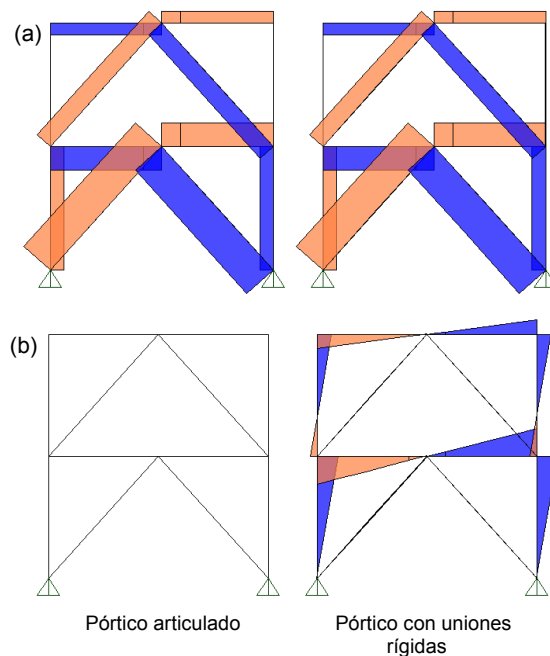 (a)
(b)
Pórtico articulado
Pórtico con uniones
rígidas